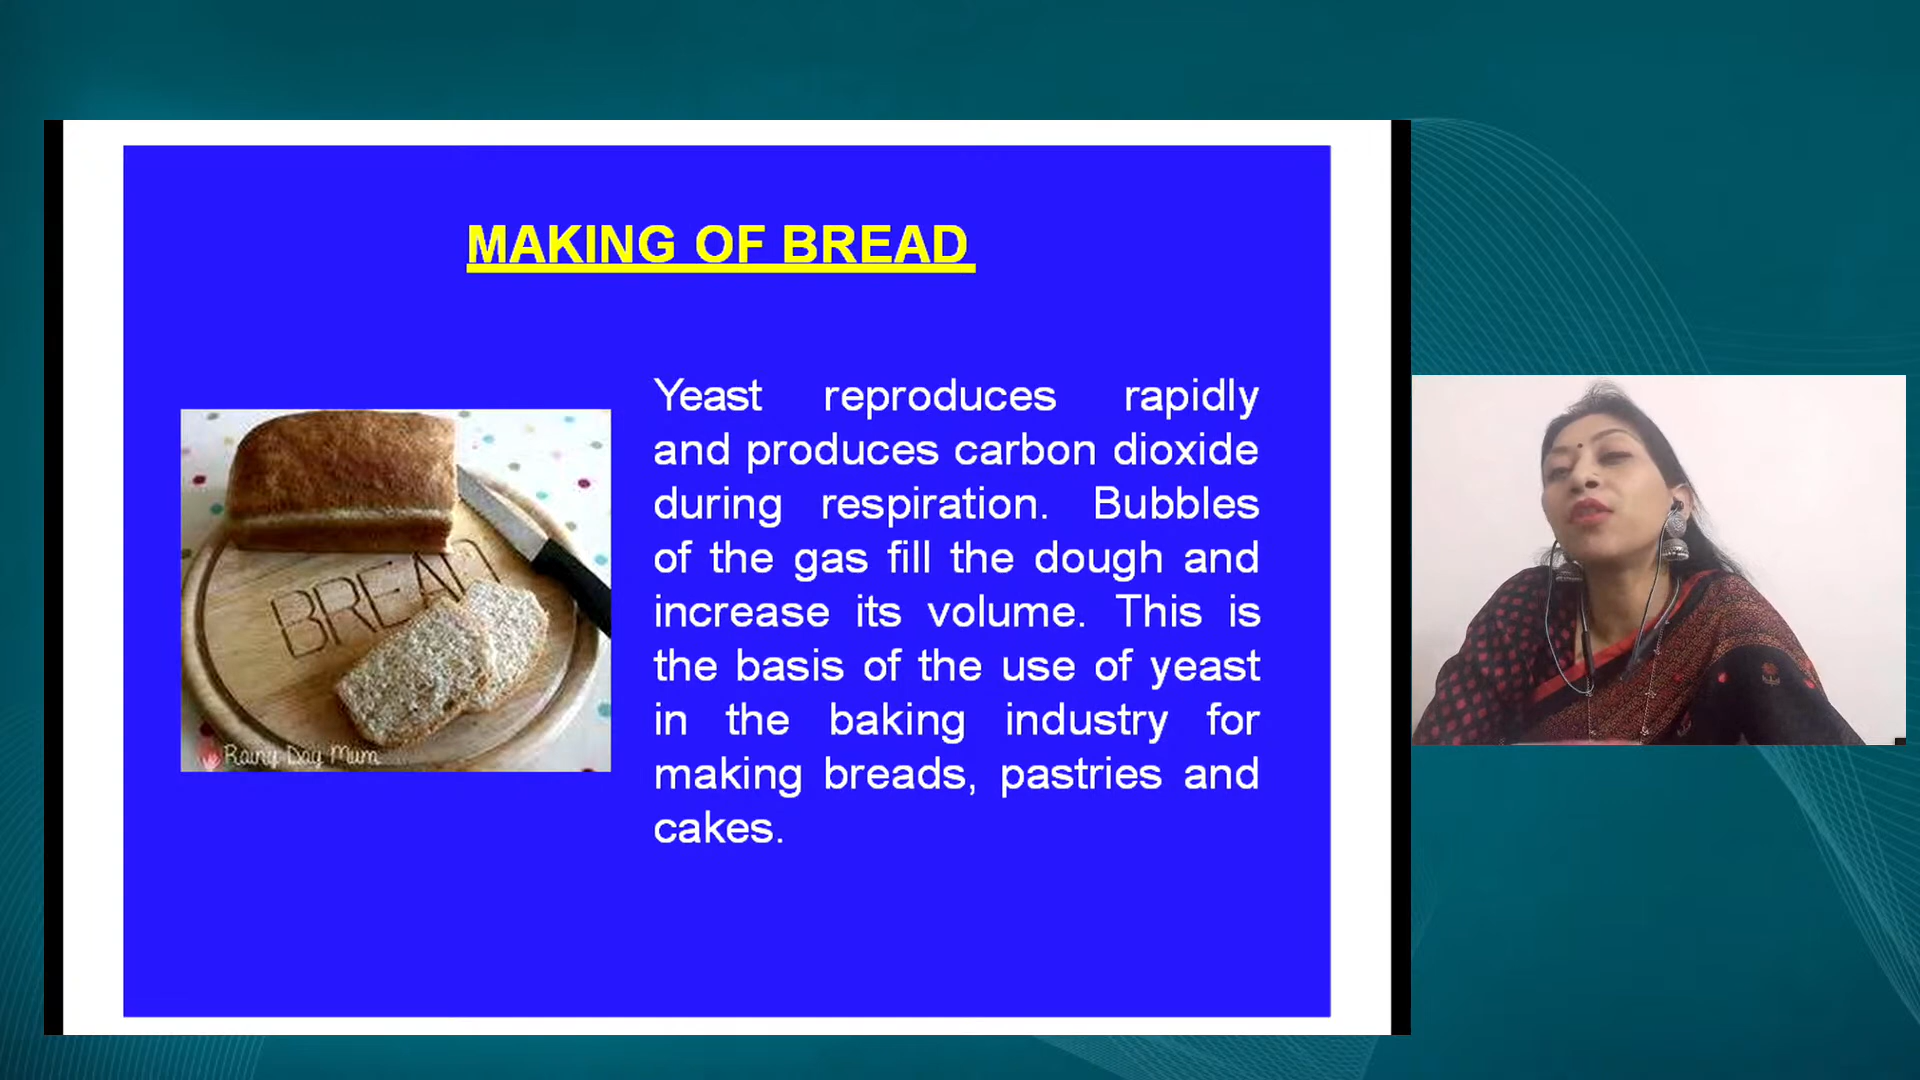 MAKING OF BREAD
Yeast reproduces rapidly
and produces carbon dioxide
during respiration. Bubbles
of the gas fill the dough and
increase its volume. This is
the basis of the use of yeast
in the baking industry for
making breads, pastries and
cakes.
BREAD
Rainy Day Mum